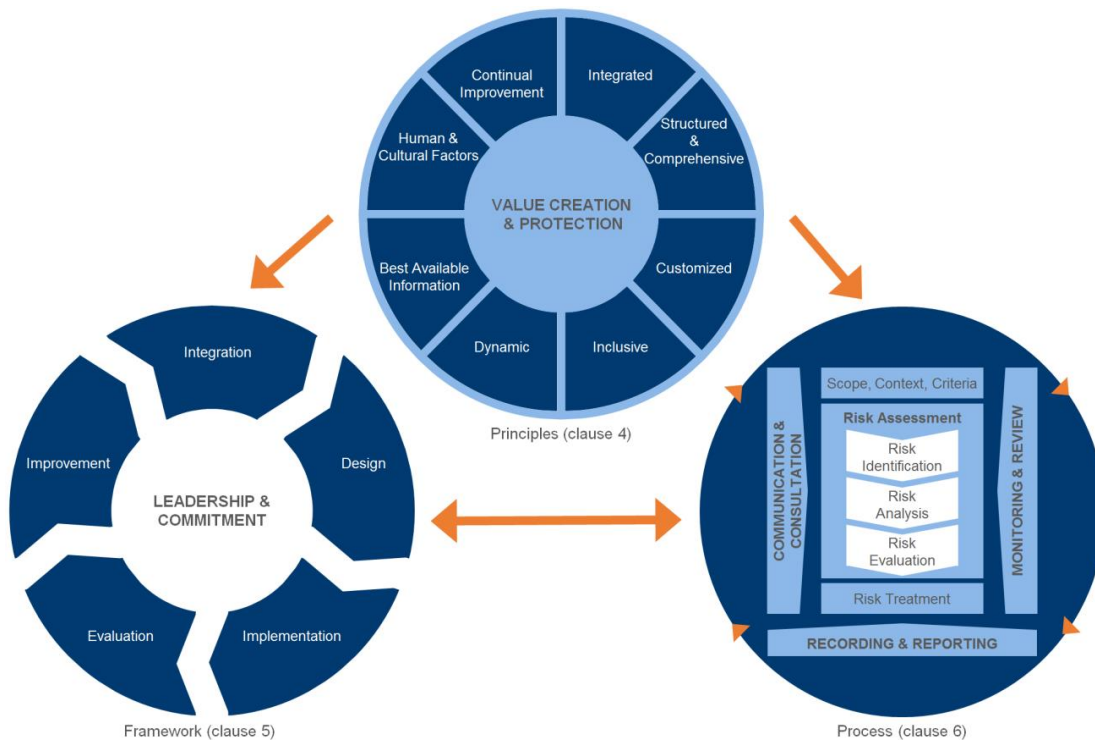 Continual
Improvement
Integrated
Structured
&
Comprehensive
Customized
Inclusive
Dynamic
Best Available
Information
Human &
Cultural Factors
VALUE CREATION
& PROTECTION
Principles (clause 4)
Integration
Design
Implementation
Evaluation
Improvement
LEADERSHIP &
COMMITMENT
Framework (clause 5)
Scope, Context, Criteria
Risk Assessment
Risk
Identification
Risk
Analysis
Risk
Evaluation
Risk Treatment
COMMUNICATION &
CONSULTATION
MONITORING & REVIEW
RECORDING & REPORTING
Process (clause 6)